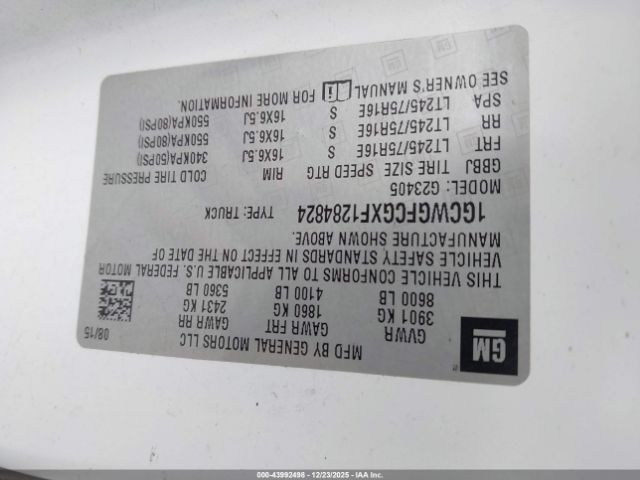 GM
MFD BY GENERAL MOTORS LLC
08/15
GVWR GAWR FRT GAWR RR
3901 KG 1860 KG 2431 KG
8600 LB 4100 LB 5360 LB
THIS VEHICLE CONFORMS TO ALL APPLICABLE U.S. FEDERAL MOTOR
VEHICLE SAFETY STANDARDS IN EFFECT ON THE DATE OF
MANUFACTURE SHOWN ABOVE.
1GCWGFCGXF1284824 TYPE: TRUCK
MODEL: G23405
GBBJ TIRE SIZE SPEED RTG RIM COLD TIRE PRESSURE
FRT LT245/75R16E S 16X6.5J 340KPA(50PSI)
RR LT245/75R16E S 16X6.5J 550KPA(80PSI)
SPA LT245/75R16E S 16X6.5J 550KPA(80PSI)
SEE OWNER'S MANUAL FOR MORE INFORMATION.
000-43992498 - 12/23/2025 - IAAI.CA